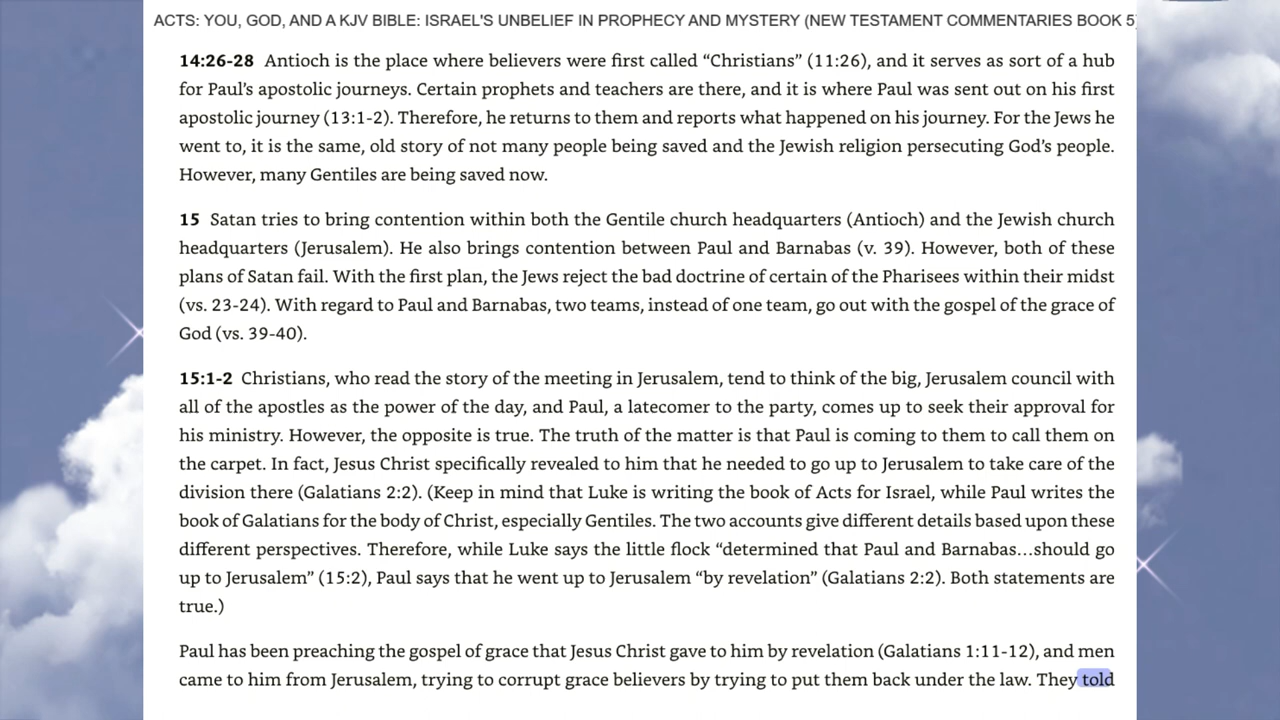 ACTS: YOU, GOD, AND A KJV BIBLE: ISRAEL'S UNBELIEF IN PROPHECY AND MYSTERY (NEW TESTAMENT COMMENTARIES BOOK 5)
14:26-28 Antioch is the place where believers were first called “Christians” (11:26), and it serves as sort of a hub
for Paul’s apostolic journeys. Certain prophets and teachers are there, and it is where Paul was sent out on his first
apostolic journey (13:1-2). Therefore, he returns to them and reports what happened on his journey. For the Jews he
went to, it is the same, old story of not many people being saved and the Jewish religion persecuting God’s people.
However, many Gentiles are being saved now.
15 Satan tries to bring contention within both the Gentile church headquarters (Antioch) and the Jewish church
headquarters (Jerusalem). He also brings contention between Paul and Barnabas (v. 39). However, both of these
plans of Satan fail. With the first plan, the Jews reject the bad doctrine of certain of the Pharisees within their midst
(vs. 23-24). With regard to Paul and Barnabas, two teams, instead of one team, go out with the gospel of the grace of
God (vs. 39-40).
15:1-2 Christians, who read the story of the meeting in Jerusalem, tend to think of the big, Jerusalem council with
all of the apostles as the power of the day, and Paul, a latecomer to the party, comes up to seek their approval for
his ministry. However, the opposite is true. The truth of the matter is that Paul is coming to them to call them on
the carpet. In fact, Jesus Christ specifically revealed to him that he needed to go up to Jerusalem to take care of the
division there (Galatians 2:2). (Keep in mind that Luke is writing the book of Acts for Israel, while Paul writes the
book of Galatians for the body of Christ, especially Gentiles. The two accounts give different details based upon these
different perspectives. Therefore, while Luke says the little flock “determined that Paul and Barnabas…should go
up to Jerusalem” (15:2), Paul says that he went up to Jerusalem “by revelation” (Galatians 2:2). Both statements are
true.)
Paul has been preaching the gospel of grace that Jesus Christ gave to him by revelation (Galatians 1:11-12), and men
came to him from Jerusalem, trying to corrupt grace believers by trying to put them back under the law. They told